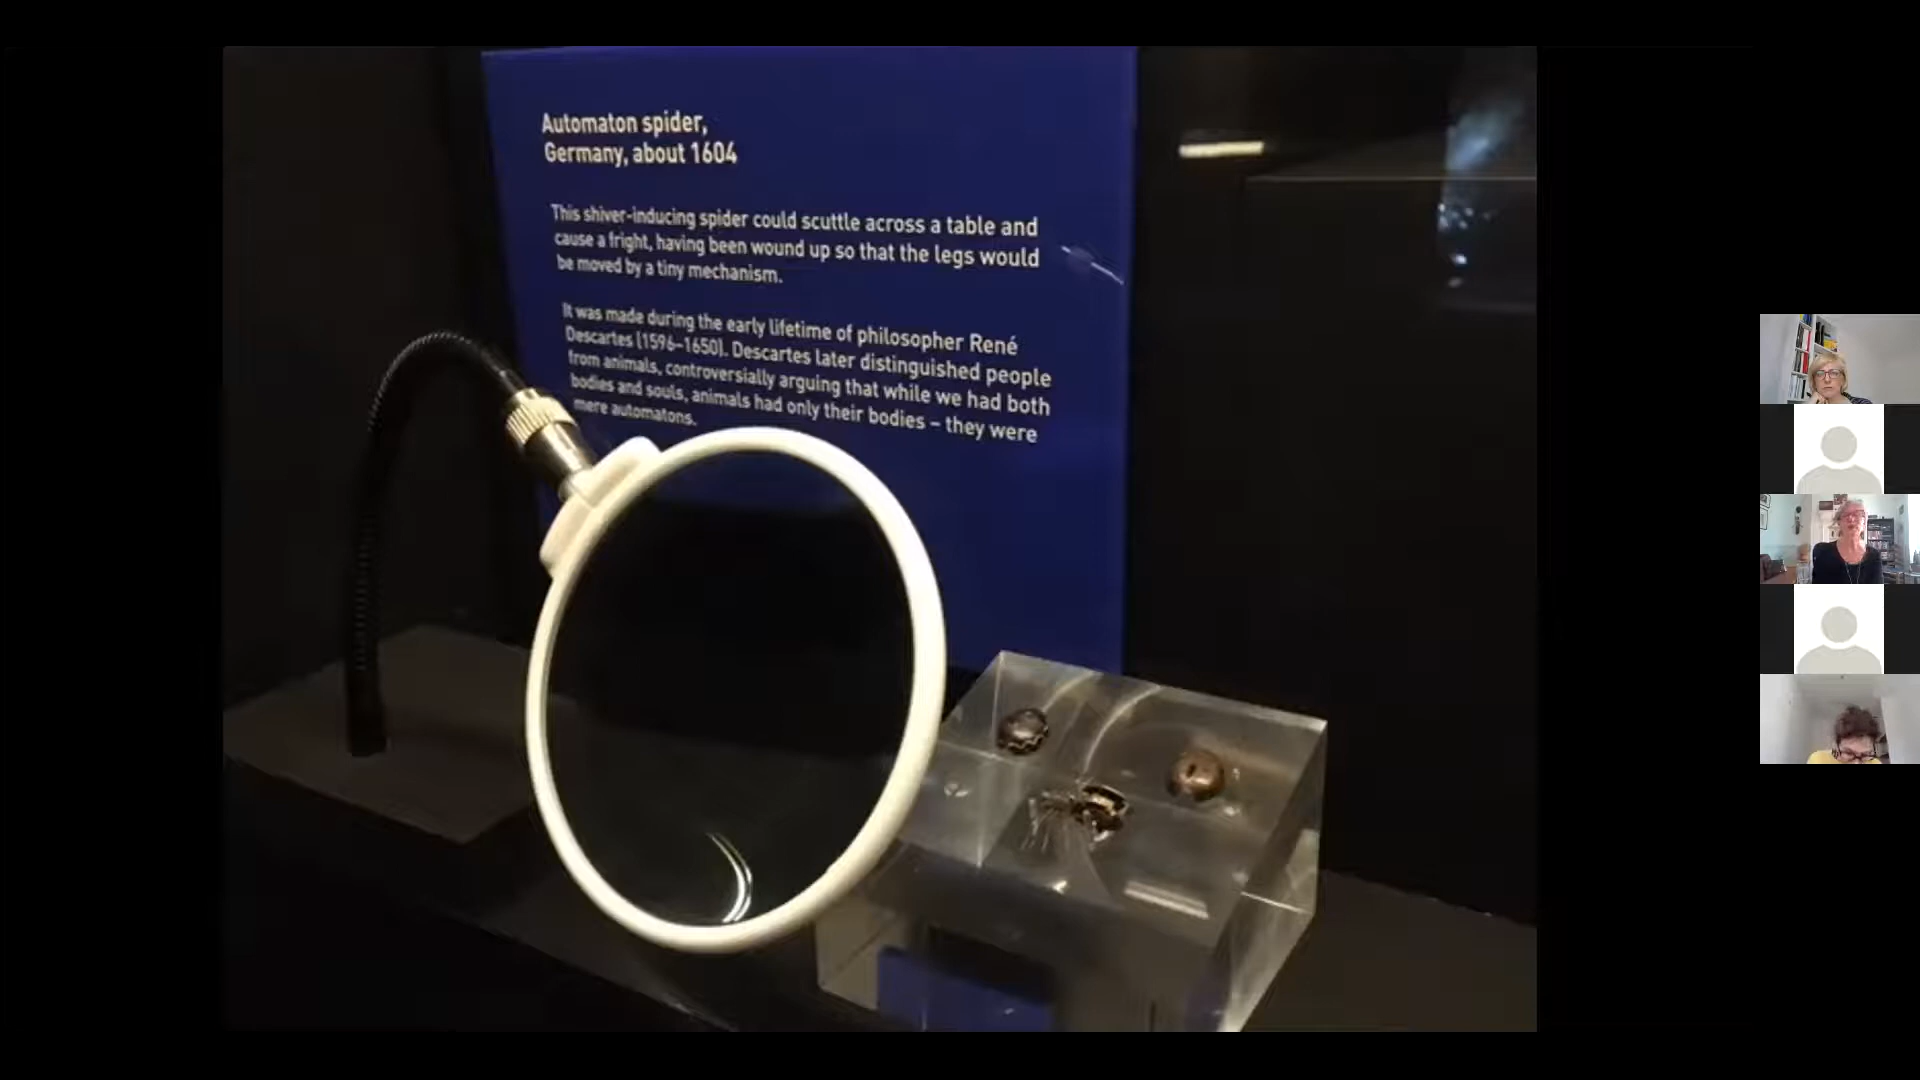 Automaton spider,
Germany, about 1604
This shiver-inducing spider could scuttle across a table and
cause a fright, having been wound up so that the legs would
be moved by a tiny mechanism.
It was made during the early lifetime of philosopher René
Descartes (1596–1650). Descartes later distinguished people
from animals, controversially arguing that while we had both
bodies and souls, animals had only their bodies – they were
mere automatons.